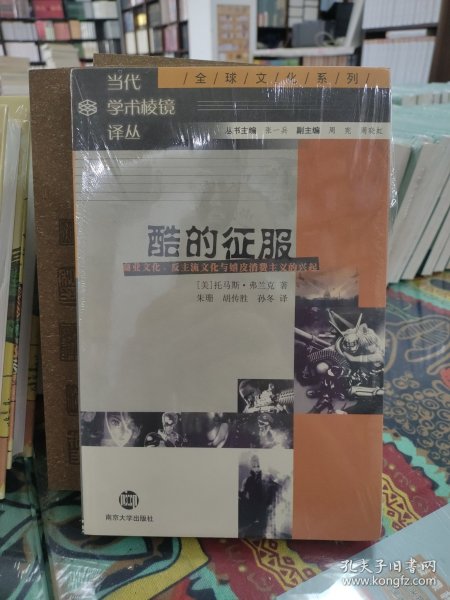 当代
学术棱镜
译丛
/全/球/文/化/系/列/
丛书主编 张一兵 副主编 周宪 周晓虹
酷的征服
商业文化、反主流文化与嬉皮消费主义的兴起
[美]托马斯·弗兰克 著
朱珊 胡传胜 孙冬 译
南京大学出版社
孔夫子旧书网
www.kongfz.com